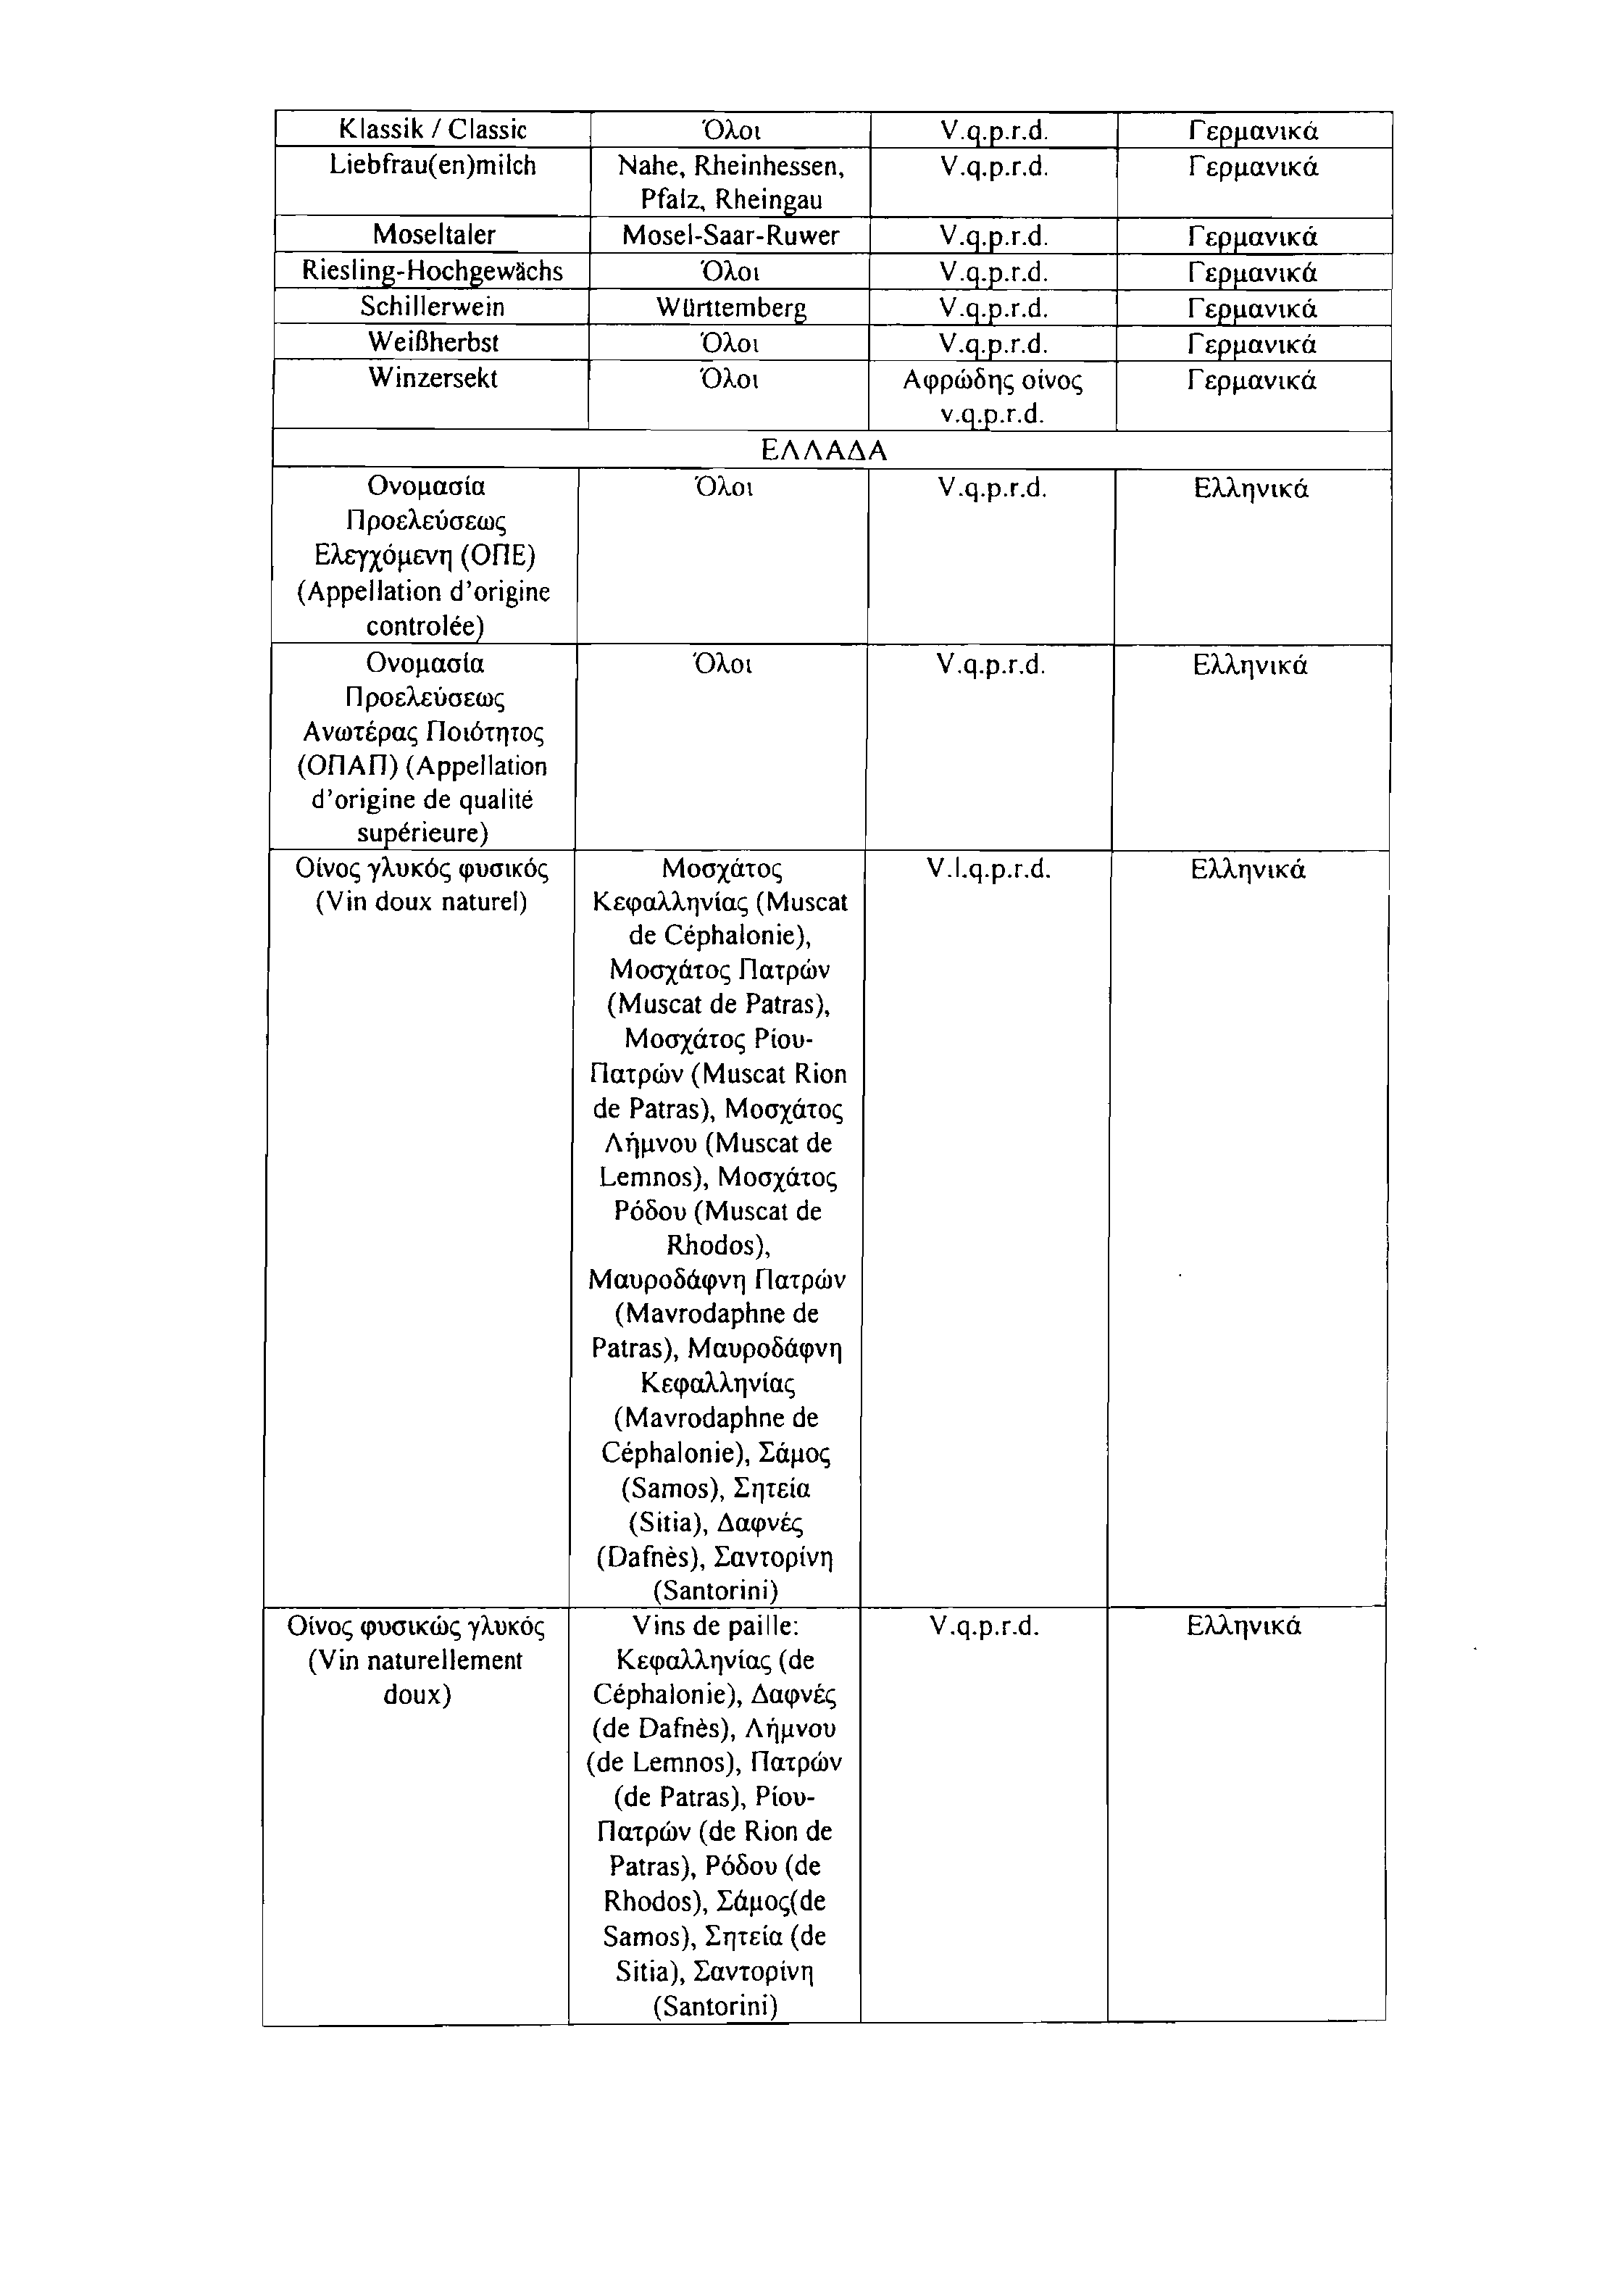 Klassik / Classic Όλοι V.q.p.r.d. Γερμανικά
Liebfrau(en)milch Nahe, Rheinhessen, V.q.p.r.d. Γερμανικά
Pfalz, Rheingau
Moseltaler Mosel-Saar-Ruwer V.q.p.r.d. Γερμανικά
Riesling-Hochgewächs Όλοι V.q.p.r.d. Γερμανικά
Schillerwein Württemberg V.q.p.r.d. Γερμανικά
Weißherbst Όλοι V.q.p.r.d. Γερμανικά
Winzersekt Όλοι Αφρώδης οίνος Γερμανικά
v.q.p.r.d.
ΕΛΛΑΔΑ
Ονομασία Όλοι V.q.p.r.d. Ελληνικά
Προελεύσεως
Ελεγχόμενη (ΟΠΕ)
(Appellation d’origine
controlée)
Ονομασία Όλοι V.q.p.r.d. Ελληνικά
Προελεύσεως
Ανωτέρας Ποιότητος
(ΟΠΑΠ) (Appellation
d’origine de qualité
supérieure)
Οίνος γλυκός φυσικός Μοσχάτος V.l.q.p.r.d. Ελληνικά
(Vin doux naturel) Κεφαλληνίας (Muscat
de Céphalonie),
Μοσχάτος Πατρών
(Muscat de Patras),
Μοσχάτος Ρίου-
Πατρών (Muscat Rion
de Patras), Μοσχάτος
Λήμνου (Muscat de
Lemnos), Μοσχάτος
Ρόδου (Muscat de
Rhodos),
Μαυροδάφνη Πατρών
(Mavrodaphne de
Patras), Μαυροδάφνη
Κεφαλληνίας
(Mavrodaphne de
Céphalonie), Σάμος
(Samos), Σητεία
(Sitia), Δαφνές
(Dafnès), Σαντορίνη
(Santorini)
Οίνος φυσικώς γλυκός Vins de paille: V.q.p.r.d. Ελληνικά
(Vin naturellement Κεφαλληνίας (de
doux) Céphalonie), Δαφνές
(de Dafnès), Λήμνου
(de Lemnos), Πατρών
(de Patras), Ρίου-
Πατρών (de Rion de
Patras), Ρόδου (de
Rhodos), Σάμος(de
Samos), Σητεία (de
Sitia), Σαντορίνη
(Santorini)